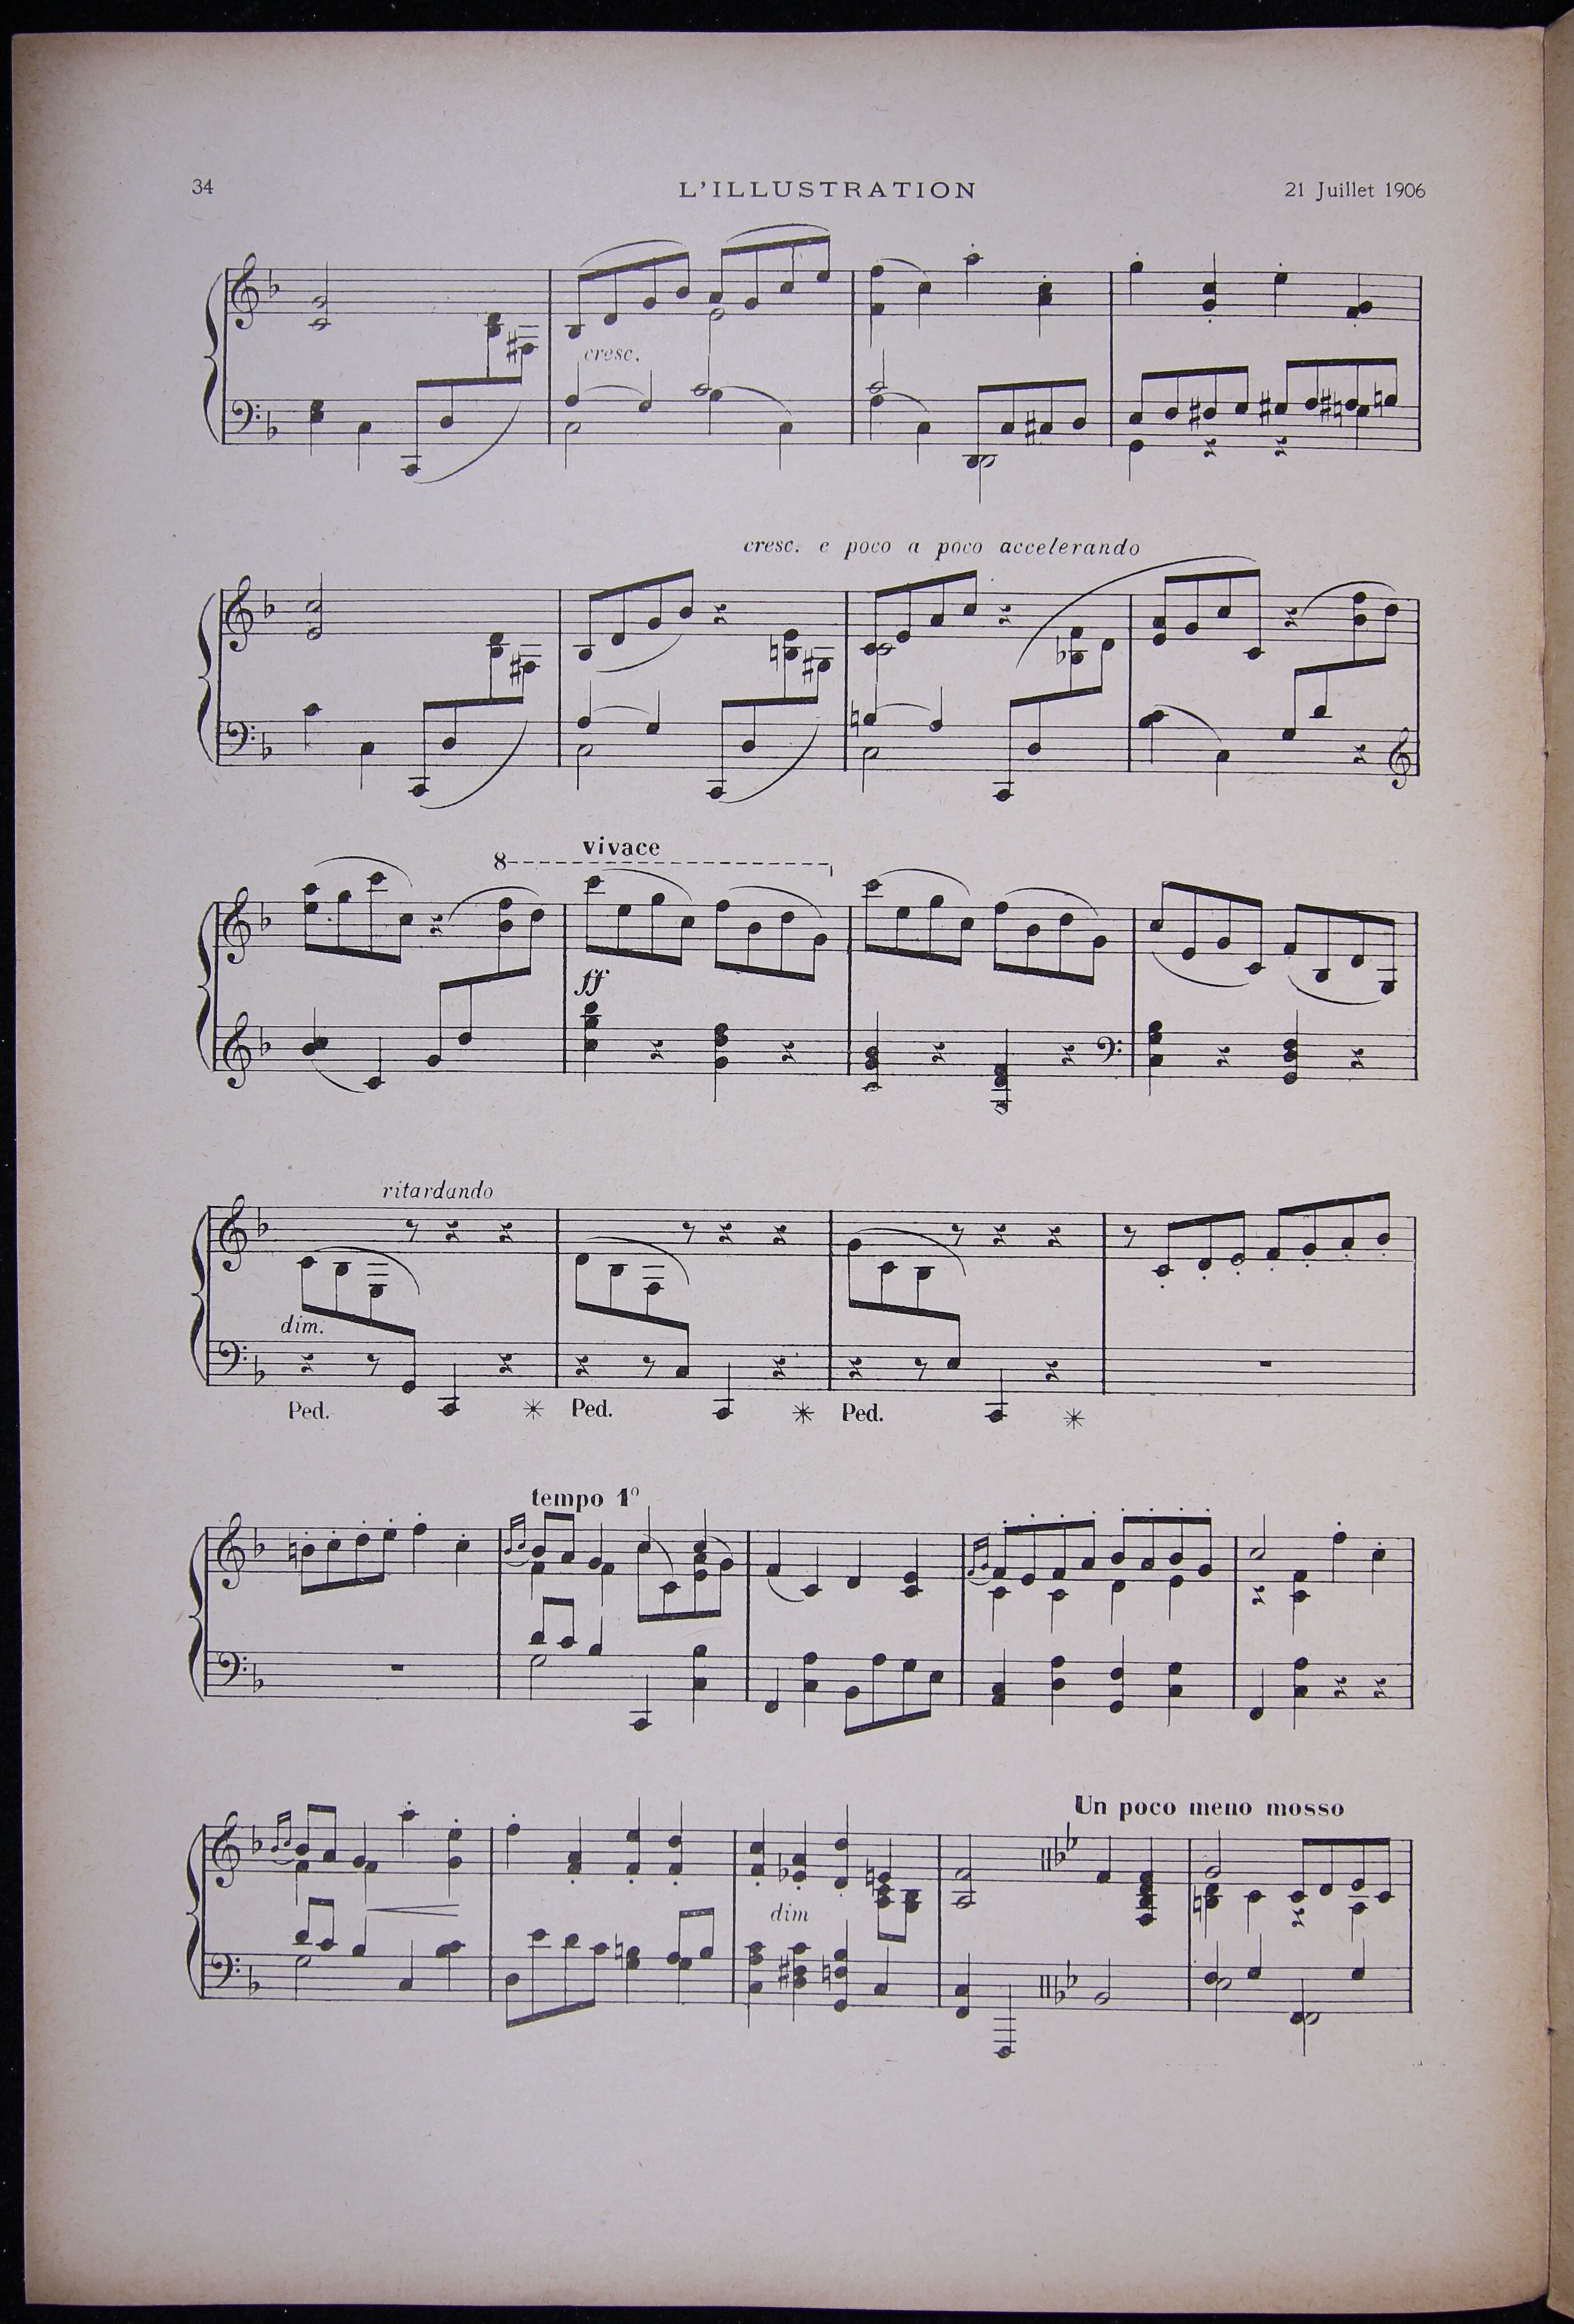 34 L'ILLUSTRATION 21 Juillet 1906
cresc.
cresc. e poco a poco accelerando
8 vivace
ff
ritardando
dim.
Ped. Ped. Ped.
tempo 1º
Un poco meno mosso
dim